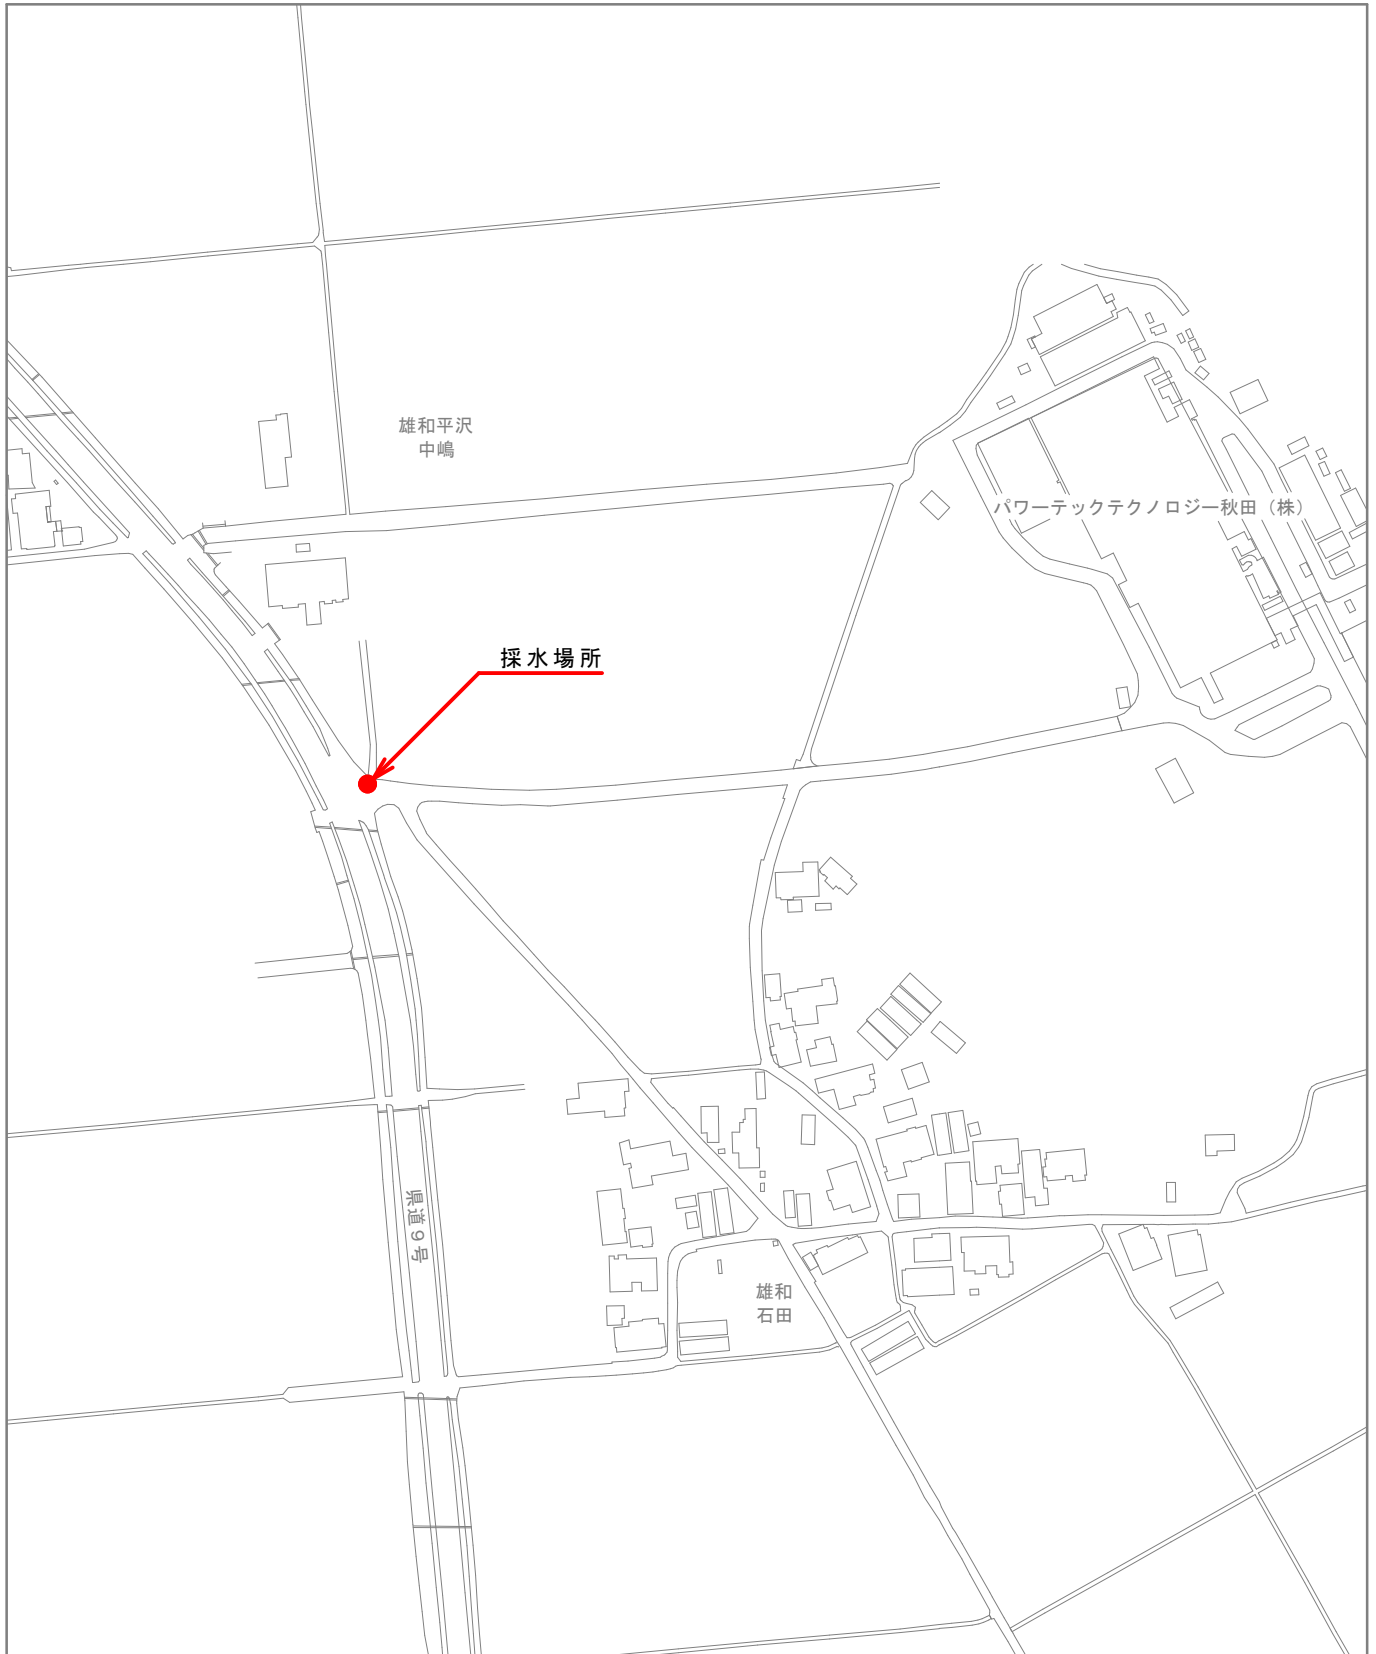 雄和平沢
中嶋
パワーテックテクノロジー秋田（株）
採水場所
県道９号
雄和
石田